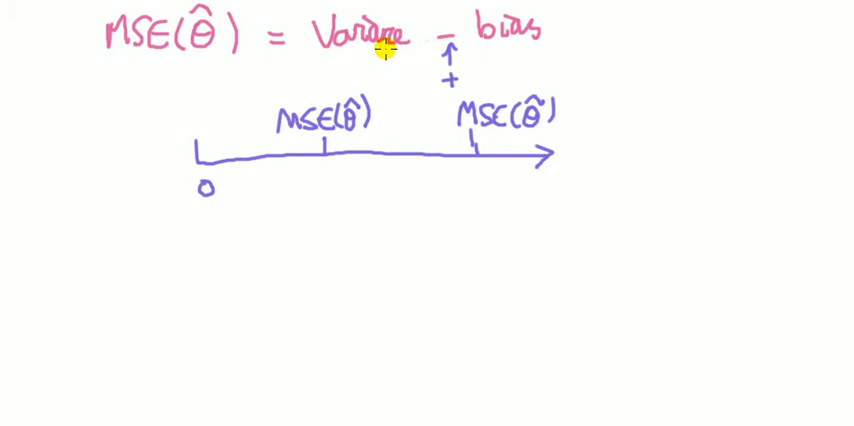 MSE(θ̂) = Variance - bias
↑
+
MSE(θ̂) MSE(θ̂)
0